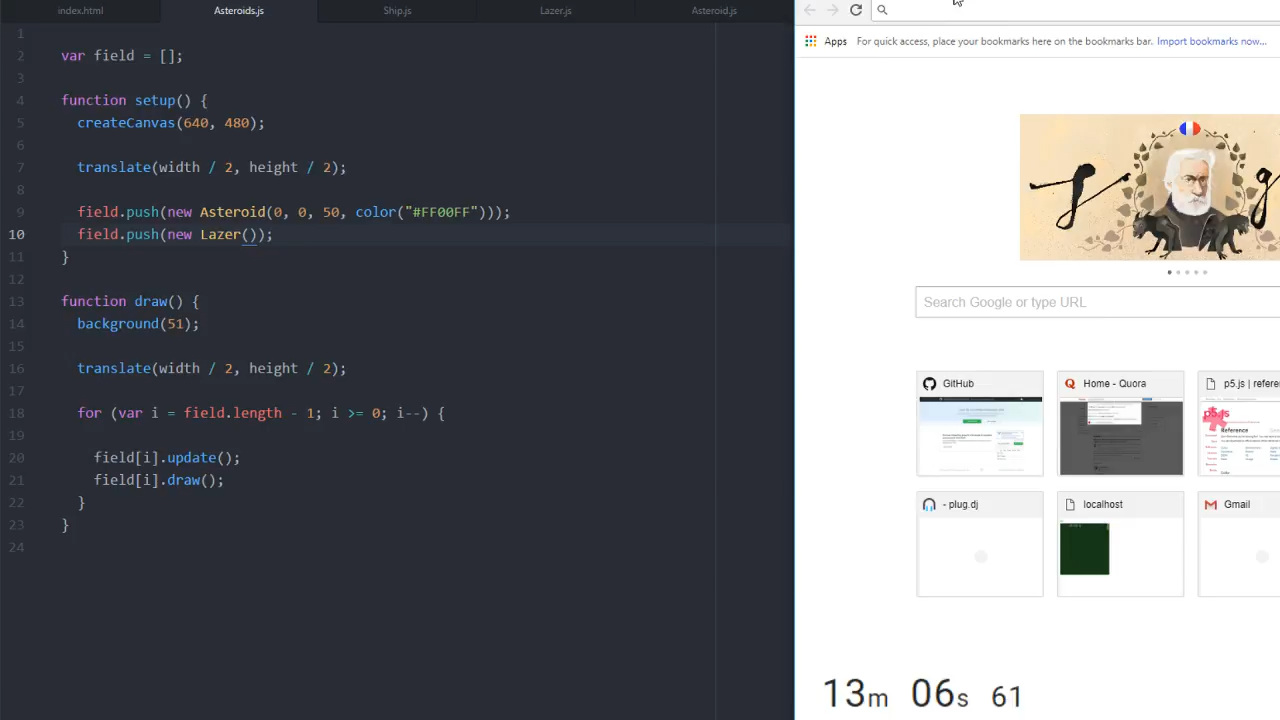 index.html Asteroids.js Ship.js Lazer.js Asteroid.js
1
2 var field = [];
3
4 function setup() {
5 createCanvas(640, 480);
6
7 translate(width / 2, height / 2);
8
9 field.push(new Asteroid(0, 0, 50, color("#FF00FF")));
10 field.push(new Lazer());
11 }
12
13 function draw() {
14 background(51);
15
16 translate(width / 2, height / 2);
17
18 for (var i = field.length - 1; i >= 0; i--) {
19
20 field[i].update();
21 field[i].draw();
22 }
23 }
24
Apps For quick access, place your bookmarks here on the bookmarks bar. Import bookmarks now...
Search Google or type URL
GitHub Home - Quora p5.js | refere
p5.js
Reference
- plug.dj localhost Gmail
13m 06s 61